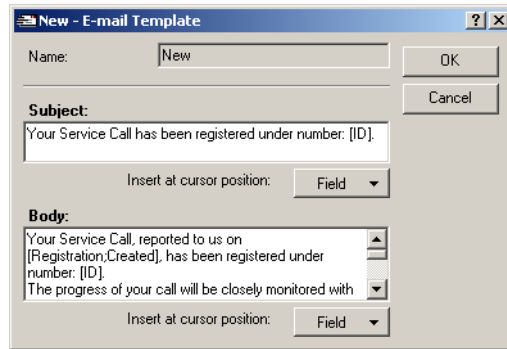 New - E-mail Template
Name: New
OK
Cancel
Subject:
Your Service Call has been registered under number: [ID].
Insert at cursor position: Field
Body:
Your Service Call, reported to us on
[Registration;Created], has been registered under
number: [ID].
The progress of your call will be closely monitored with
Insert at cursor position: Field